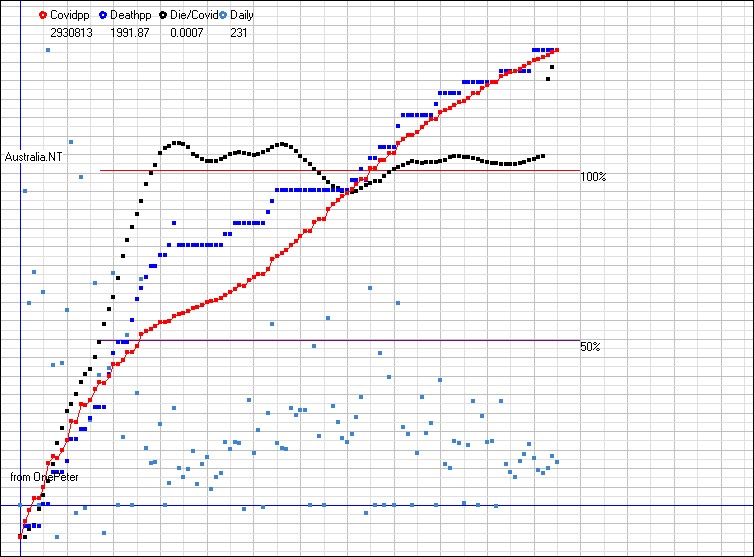 Covidpp Deathpp Die/Covid Daily
2930813 1991.87 0.0007 231
Australia.NT
100%
50%
from OnePeter